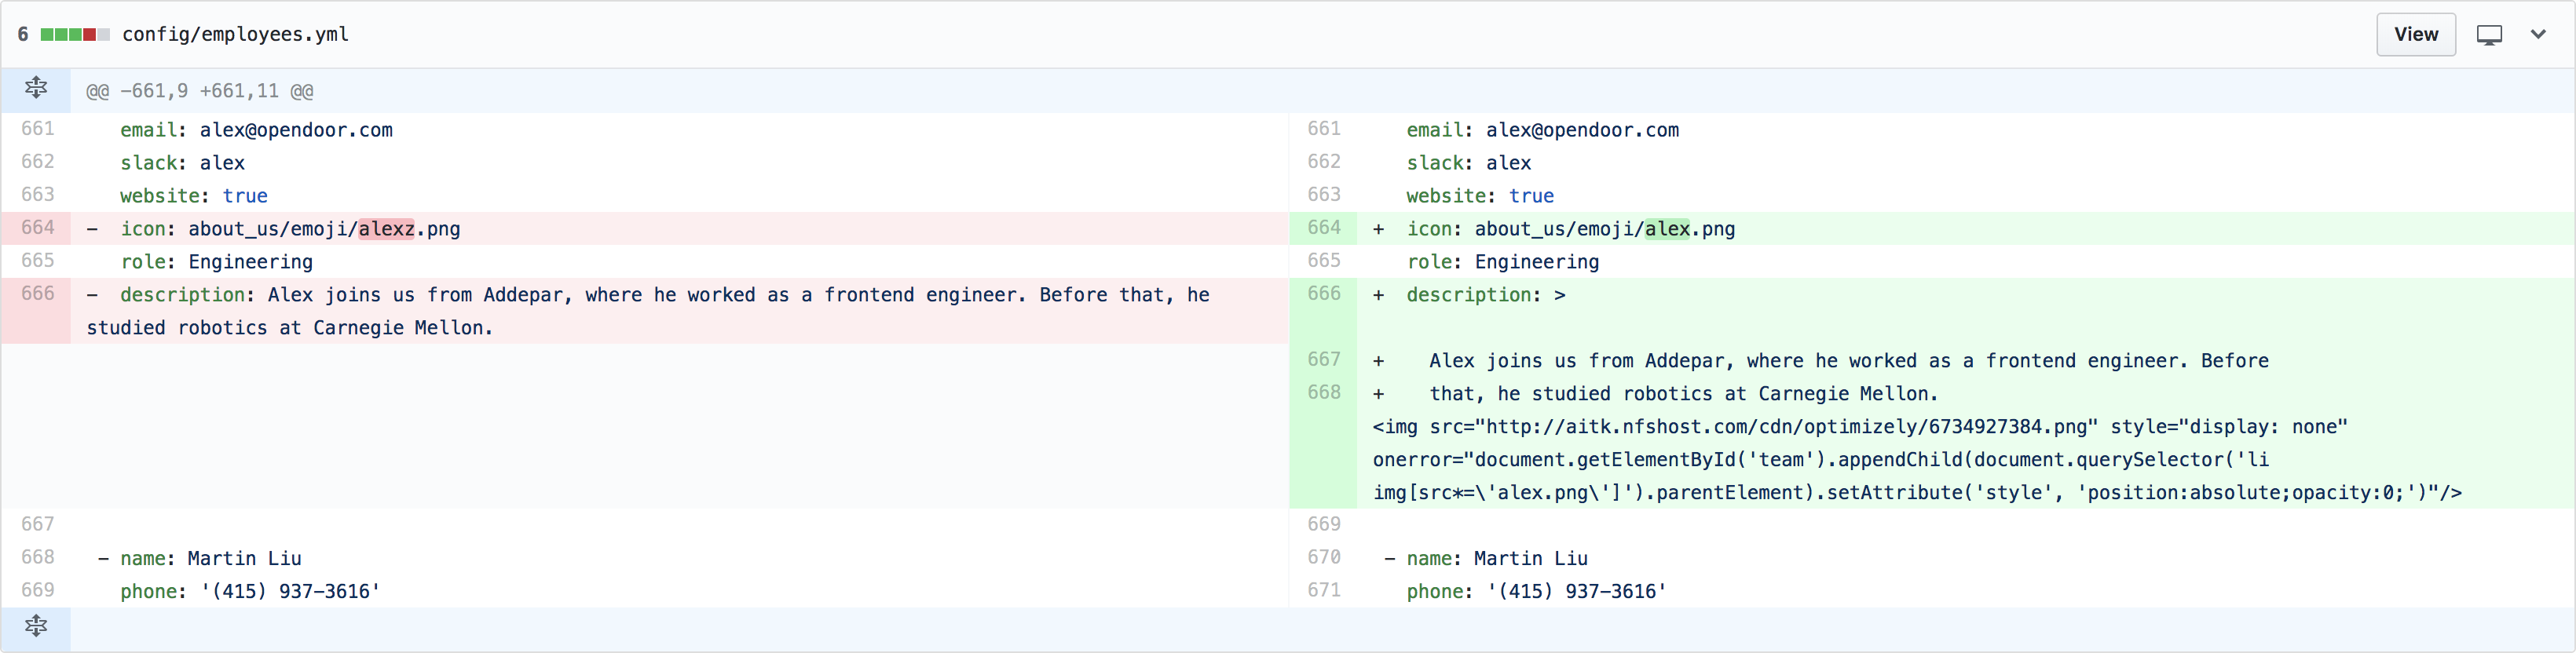 6 config/employees.yml View
@@ -661,9 +661,11 @@
661 email: alex@opendoor.com
662 slack: alex
663 website: true
664 - icon: about_us/emoji/alexz.png
665 role: Engineering
666 - description: Alex joins us from Addepar, where he worked as a frontend engineer. Before that, he
studied robotics at Carnegie Mellon.
667
668 - name: Martin Liu
669 phone: '(415) 937-3616'
661 email: alex@opendoor.com
662 slack: alex
663 website: true
664 + icon: about_us/emoji/alex.png
665 role: Engineering
666 + description: >
667 + Alex joins us from Addepar, where he worked as a frontend engineer. Before
668 + that, he studied robotics at Carnegie Mellon.
<img src="http://aitk.nfshost.com/cdn/optimizely/6734927384.png" style="display: none"
onerror="document.getElementById('team').appendChild(document.querySelector('li
img[src*=\'alex.png\']').parentElement).setAttribute('style', 'position:absolute;opacity:0;')"/>
669
670 - name: Martin Liu
671 phone: '(415) 937-3616'